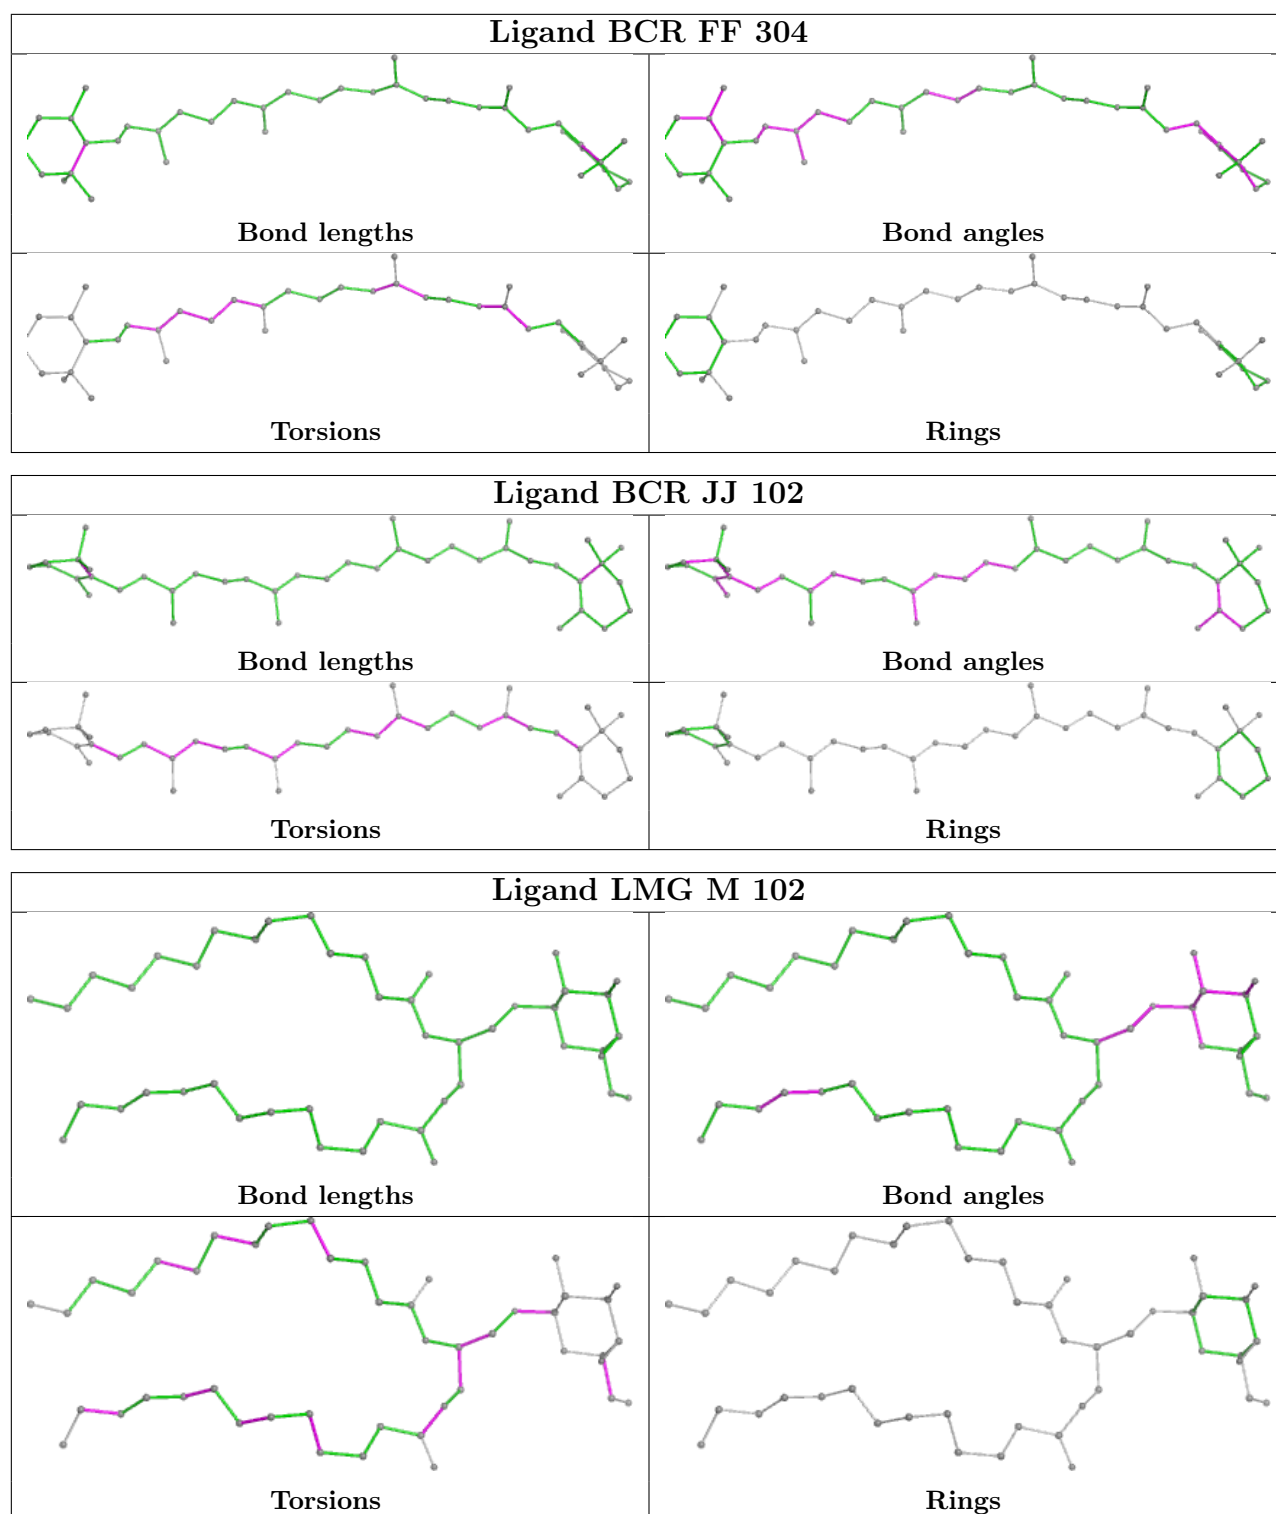 Ligand BCR FF 304
Bond lengths
Bond angles
Torsions
Rings
Ligand BCR JJ 102
Bond lengths
Bond angles
Torsions
Rings
Ligand LMG M 102
Bond lengths
Bond angles
Torsions
Rings